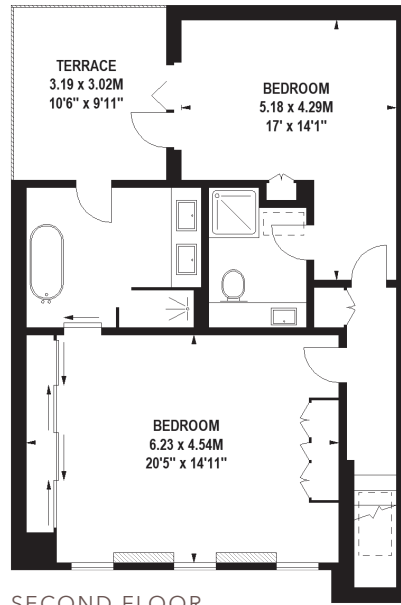 TERRACE
3.19 x 3.02M
10'6" x 9'11"
BEDROOM
5.18 x 4.29M
17' x 14'1"
BEDROOM
6.23 x 4.54M
20'5" x 14'11"
SECOND FLOOR